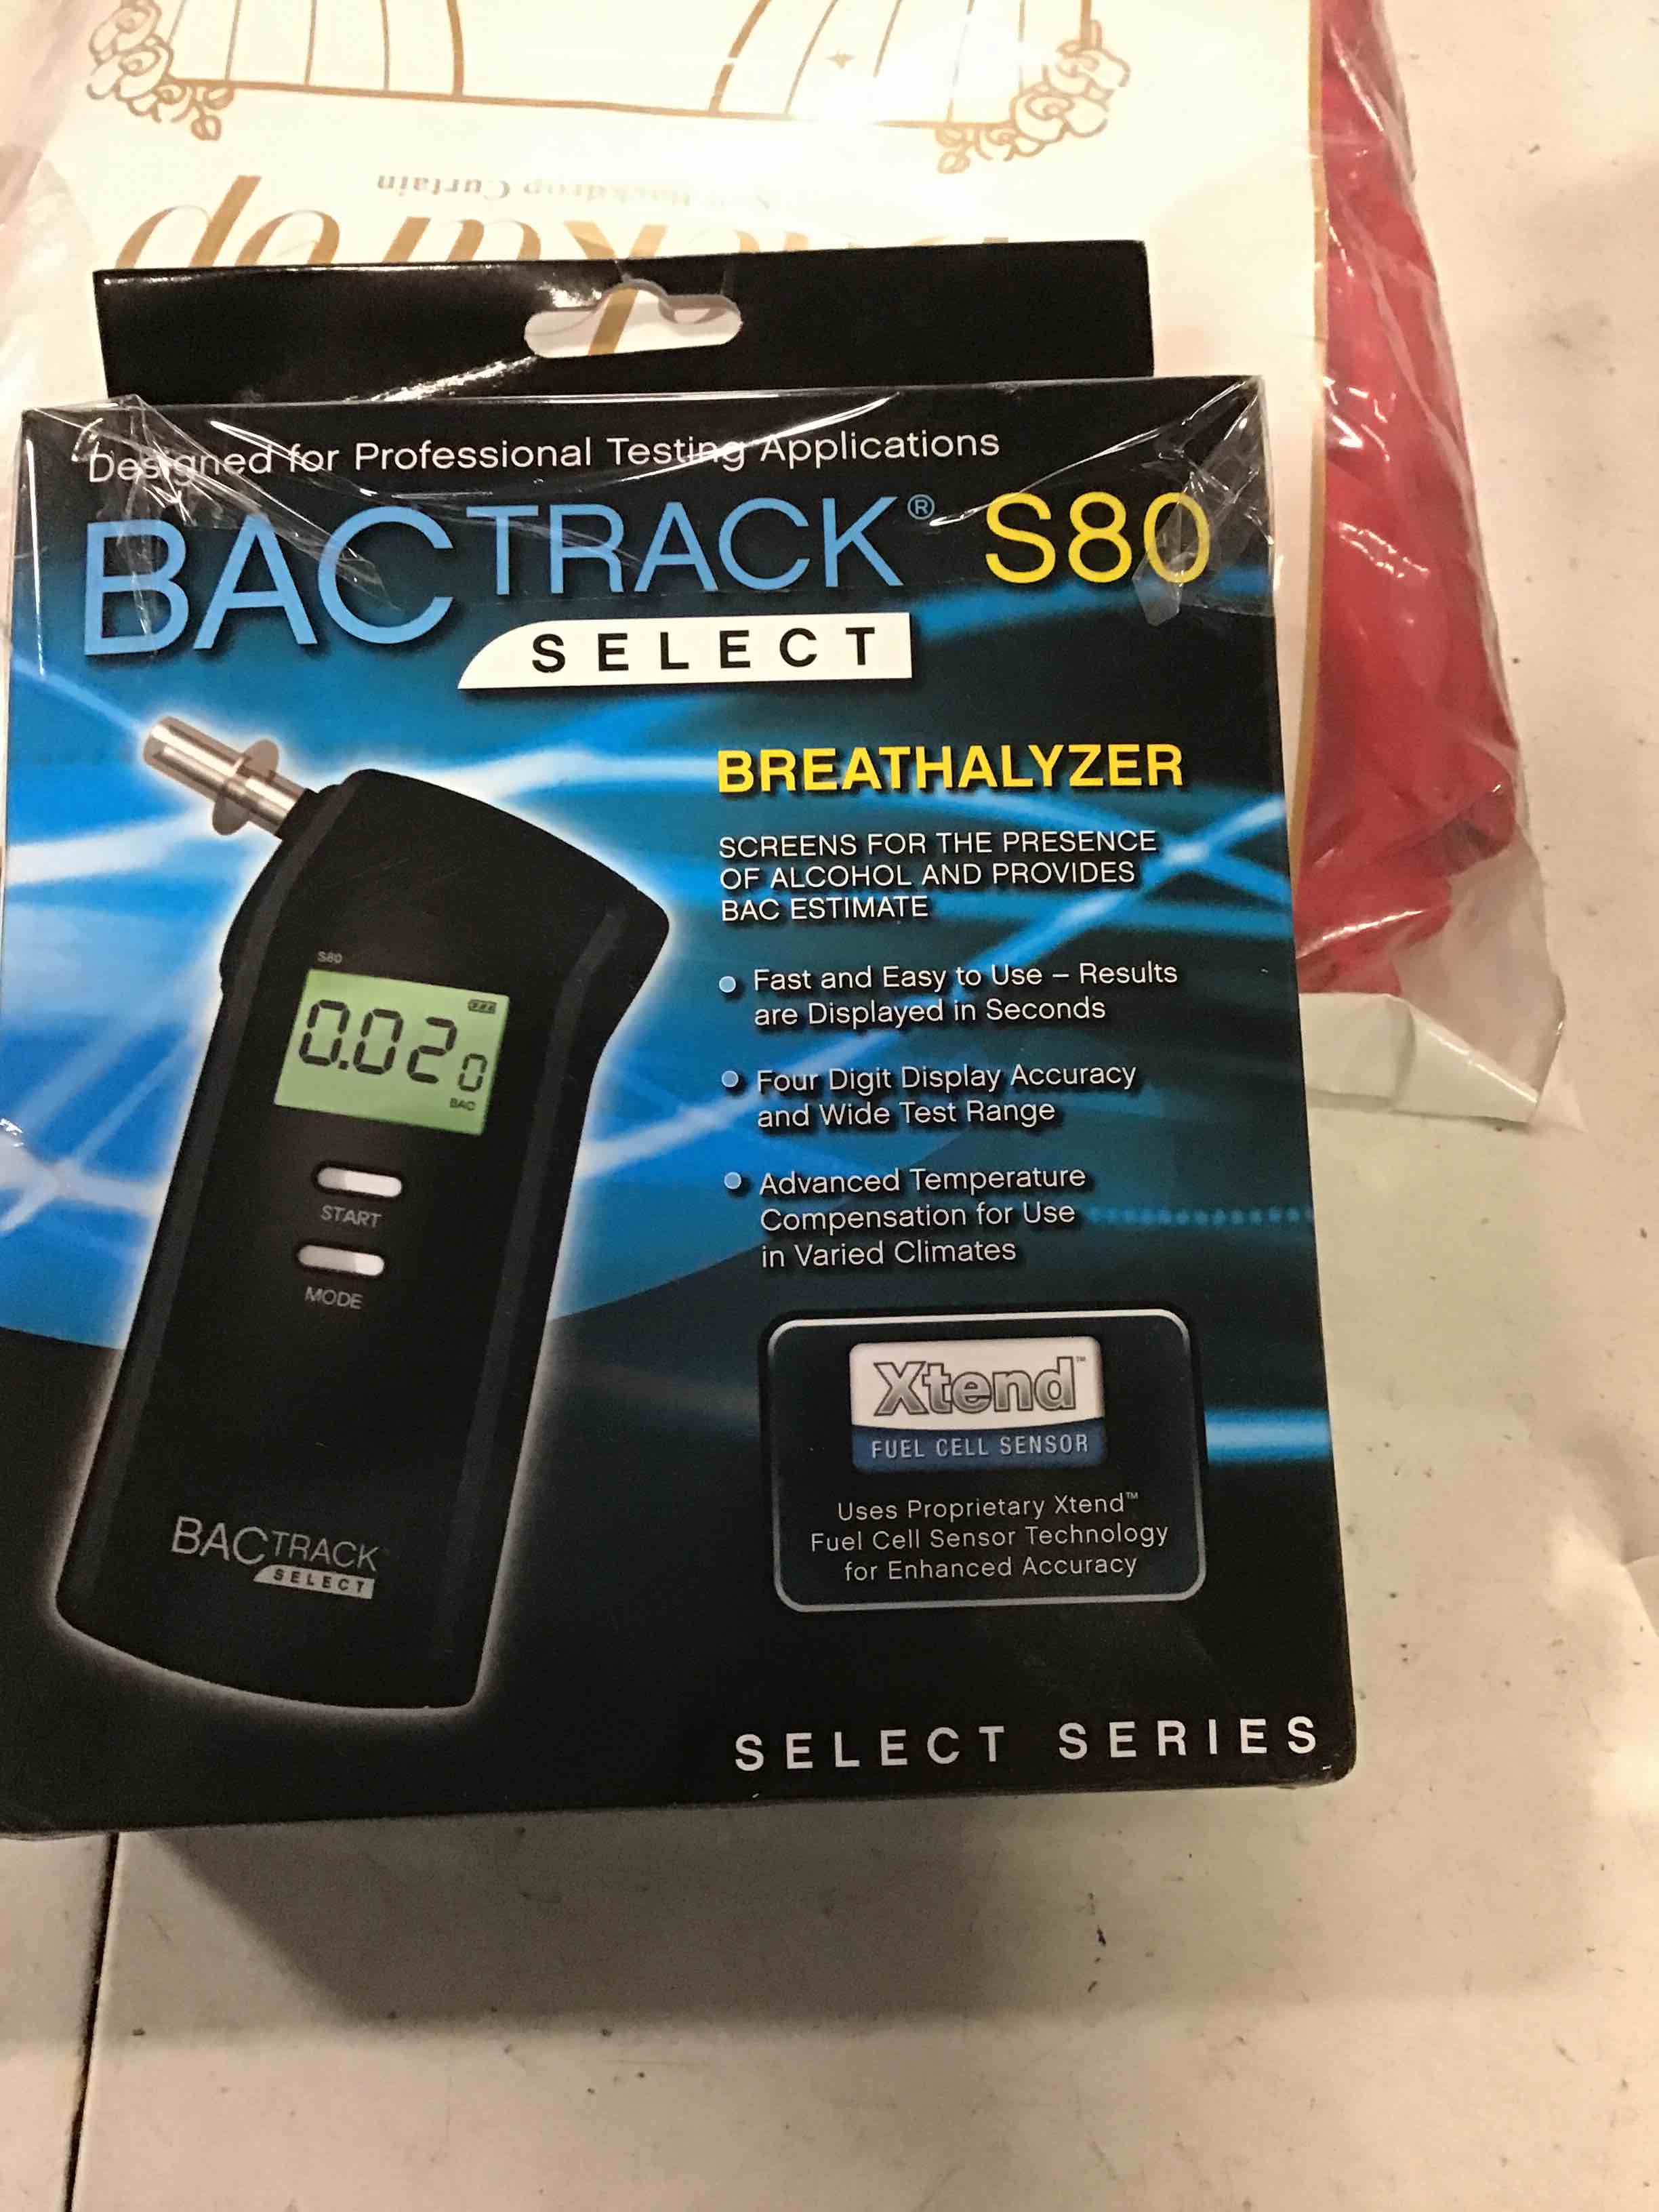 Backdrop Curtain
Designed for Professional Testing Applications
BACTRACK® S80
SELECT
BREATHALYZER
SCREENS FOR THE PRESENCE
OF ALCOHOL AND PROVIDES
BAC ESTIMATE
Fast and Easy to Use – Results
are Displayed in Seconds
Four Digit Display Accuracy
and Wide Test Range
Advanced Temperature
Compensation for Use
in Varied Climates
S80
0.020
BAC
START
MODE
BACTRACK
SELECT
Xtend™
FUEL CELL SENSOR
Uses Proprietary Xtend™
Fuel Cell Sensor Technology
for Enhanced Accuracy
SELECT SERIES